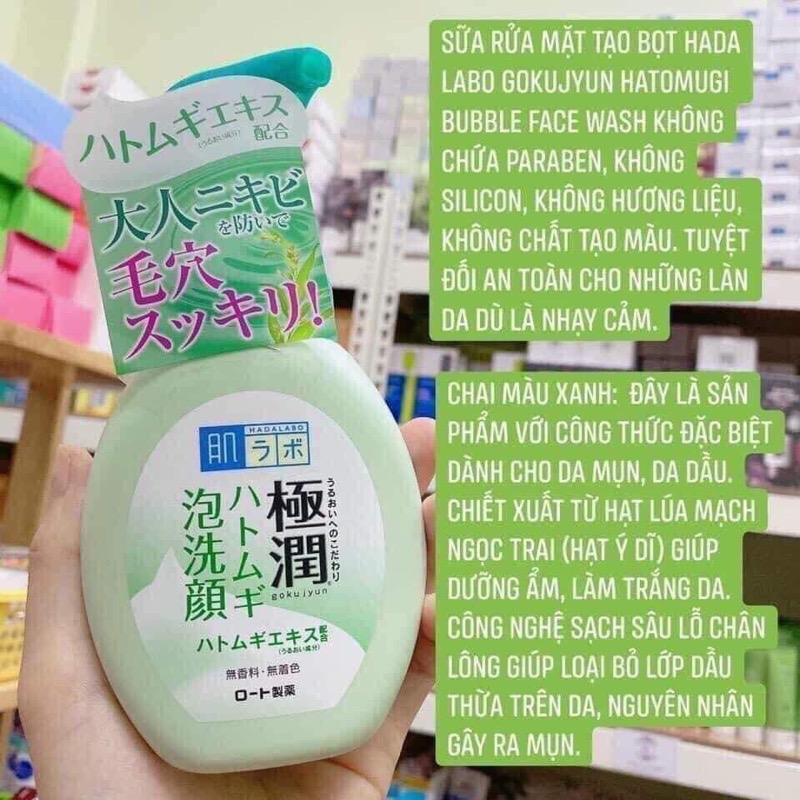 ハトムギエキス
(うるおい成分)
配合
大人ニキビ
を防いで
毛穴
スッキリ!
HADALABO
肌ラボ
うるおいへのこだわり
極潤®
gokujyun
ハトムギ
泡洗顔
ハトムギエキス配合
(うるおい成分)
無香料・無着色
ロート製薬
SỮA RỬA MẶT TẠO BỌT HADA
LABO GOKUJYUN HATOMUGI
BUBBLE FACE WASH KHÔNG
CHỨA PARABEN, KHÔNG
SILICON, KHÔNG HƯƠNG LIỆU,
KHÔNG CHẤT TẠO MÀU. TUYỆT
ĐỐI AN TOÀN CHO NHỮNG LÀN
DA DÙ LÀ NHẠY CẢM.
CHAI MÀU XANH: ĐÂY LÀ SẢN
PHẨM VỚI CÔNG THỨC ĐẶC BIỆT
DÀNH CHO DA MỤN, DA DẦU.
CHIẾT XUẤT TỪ HẠT LÚA MẠCH
NGỌC TRAI (HẠT Ý DĨ) GIÚP
DƯỠNG ẨM, LÀM TRẮNG DA.
CÔNG NGHỆ SẠCH SÂU LỖ CHÂN
LÔNG GIÚP LOẠI BỎ LỚP DẦU
THỪA TRÊN DA, NGUYÊN NHÂN
GÂY RA MỤN.